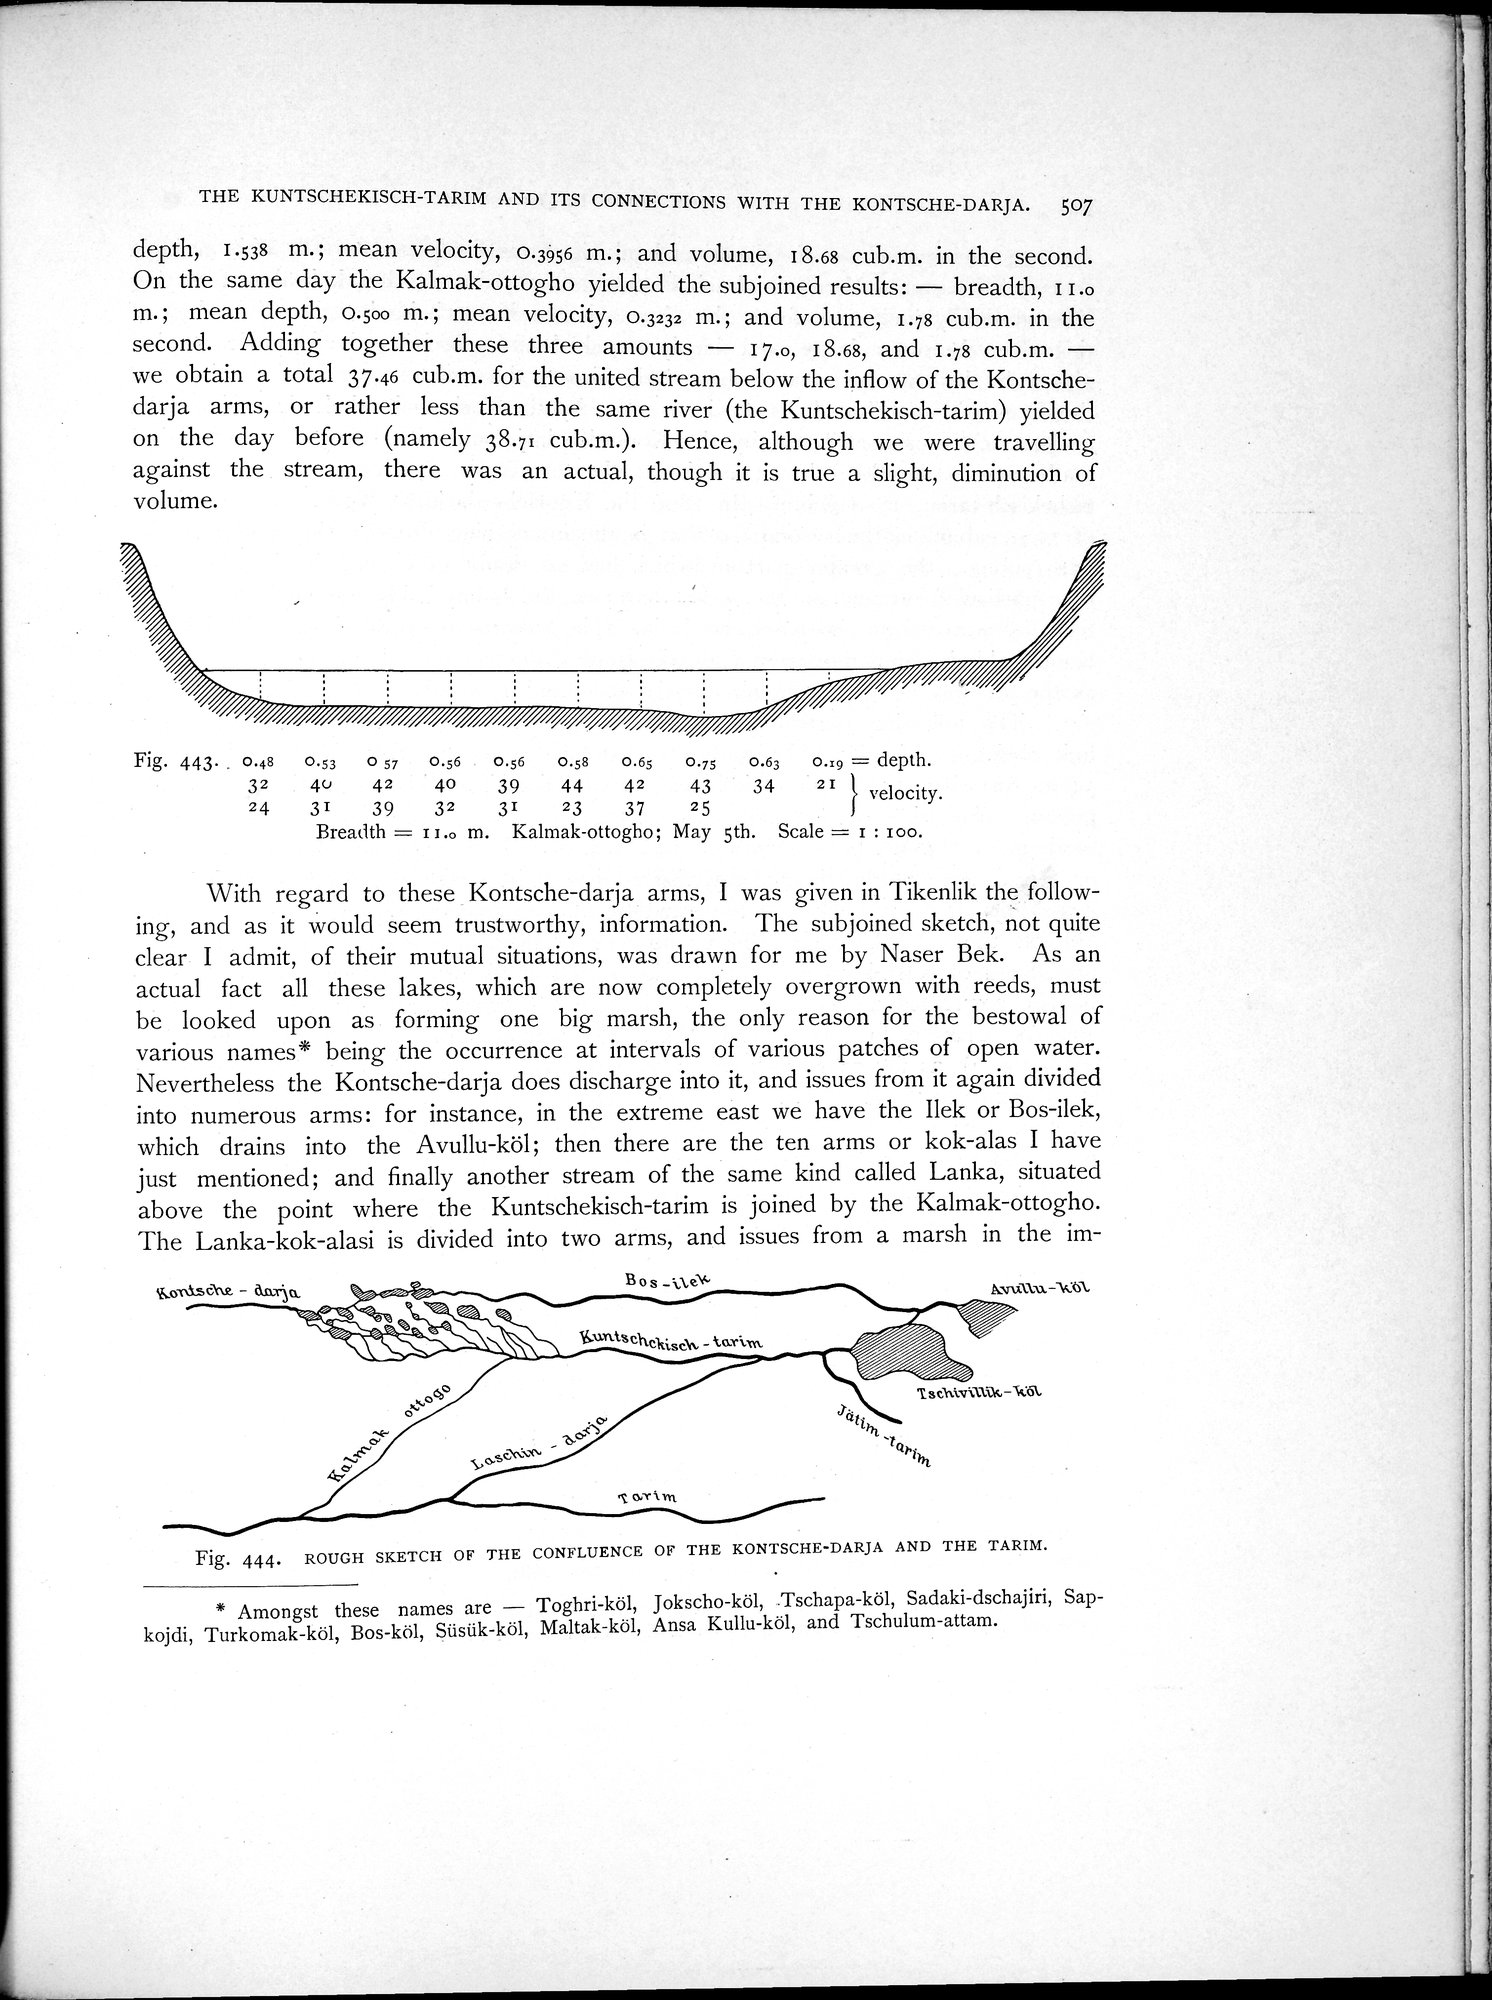 THE KUNTSCHEKISCH-TARIM AND ITS CONNECTIONS WITH THE KONTSCHE-DARJA. 507
depth, 1.538 m.; mean velocity, 0.3956 m.; and volume, 18.68 cub.m. in the second.
On the same day the Kalmak-ottogho yielded the subjoined results: — breadth, 11.0
m.; mean depth, 0.500 m.; mean velocity, 0.3232 m.; and volume, 1.78 cub.m. in the
second. Adding together these three amounts — 17.0, 18.68, and 1.78 cub.m. —
we obtain a total 37.46 cub.m. for the united stream below the inflow of the Kontsche-
darja arms, or rather less than the same river (the Kuntschekisch-tarim) yielded
on the day before (namely 38.71 cub.m.). Hence, although we were travelling
against the stream, there was an actual, though it is true a slight, diminution of
volume.
Fig. 443. 0.48 0.53 0 57 0.56 0.56 0.58 0.65 0.75 0.63 0.19 = depth.
32 40 42 40 39 44 42 43 34 21
24 31 39 32 31 23 37 25 } velocity.
Breadth = 11.0 m. Kalmak-ottogho; May 5th. Scale = 1 : 100.
With regard to these Kontsche-darja arms, I was given in Tikenlik the follow-
ing, and as it would seem trustworthy, information. The subjoined sketch, not quite
clear I admit, of their mutual situations, was drawn for me by Naser Bek. As an
actual fact all these lakes, which are now completely overgrown with reeds, must
be looked upon as forming one big marsh, the only reason for the bestowal of
various names* being the occurrence at intervals of various patches of open water.
Nevertheless the Kontsche-darja does discharge into it, and issues from it again divided
into numerous arms: for instance, in the extreme east we have the Ilek or Bos-ilek,
which drains into the Avullu-köl; then there are the ten arms or kok-alas I have
just mentioned; and finally another stream of the same kind called Lanka, situated
above the point where the Kuntschekisch-tarim is joined by the Kalmak-ottogho.
The Lanka-kok-alasi is divided into two arms, and issues from a marsh in the im-
Kontsche - darja
Bos-ilek
Avullu-köl
Kuntschekisch - tarim
Tschivillik-köl
Kalmak ottogo
Laschin - darja
Jätim-tarim
Tarim
Fig. 444. ROUGH SKETCH OF THE CONFLUENCE OF THE KONTSCHE-DARJA AND THE TARIM.
* Amongst these names are — Toghri-köl, Jokscho-köl, Tschapa-köl, Sadaki-dschajiri, Sap-
kojdi, Turkomak-köl, Bos-köl, Süsük-köl, Maltak-köl, Ansa Kullu-köl, and Tschulum-attam.